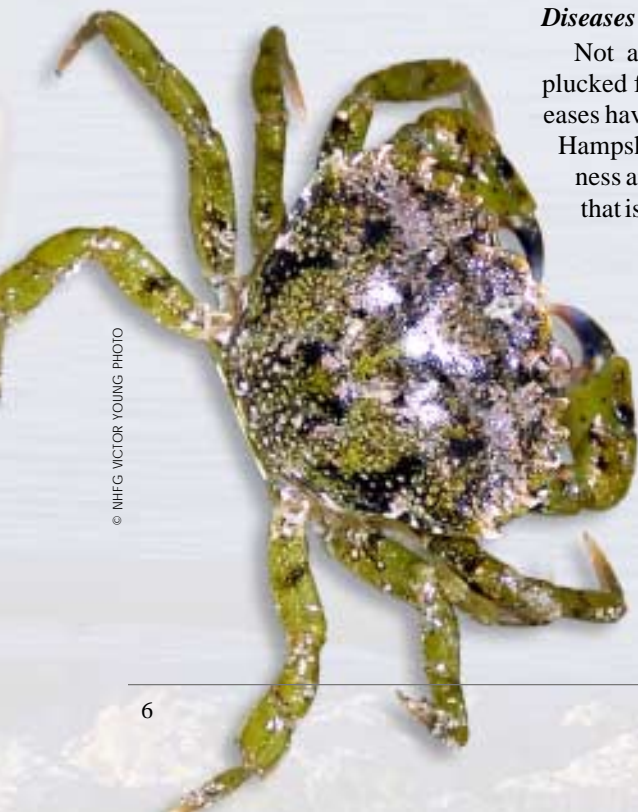 Diseases
Not a
plucked f
eases hav
Hampsh
ness a
that is
© NHFG VICTOR YOUNG PHOTO
6